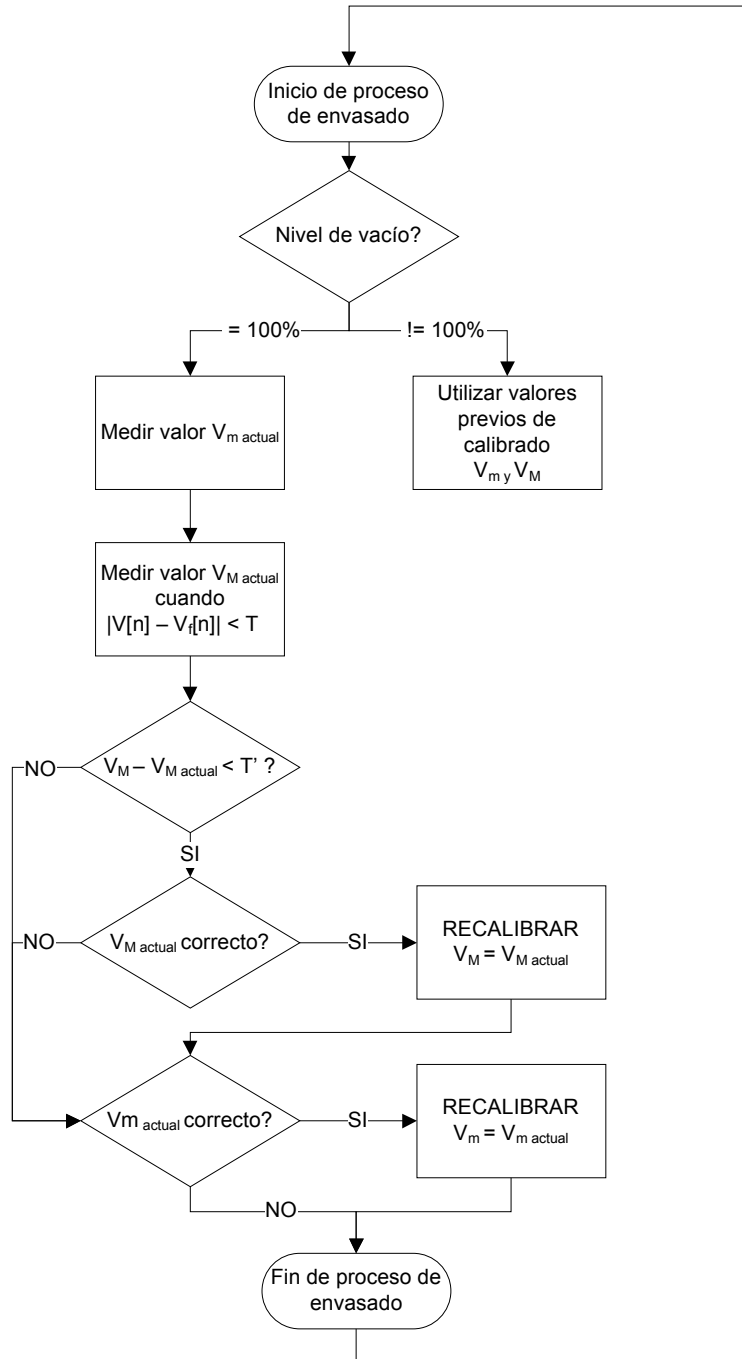 Inicio de proceso
de envasado
Nivel de vacío?
= 100%
!= 100%
Medir valor Vm actual
Utilizar valores
previos de
calibrado
Vm y VM
Medir valor VM actual
cuando
|V[n] – Vf[n]| < T
VM – VM actual < T' ?
NO
SI
VM actual correcto?
NO
SI
RECALIBRAR
VM = VM actual
Vm actual correcto?
SI
RECALIBRAR
Vm = Vm actual
NO
Fin de proceso de
envasado